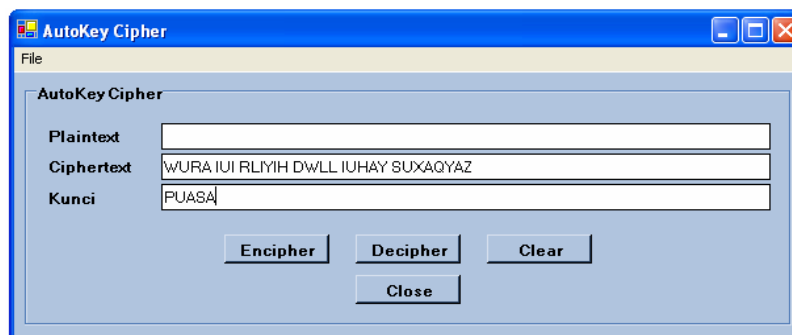 AutoKey Cipher
File
AutoKey Cipher
Plaintext
Ciphertext WURA IUI RLIYIH DWLL IUHAY SUXAQYAZ
Kunci PUASA
Encipher Decipher Clear
Close